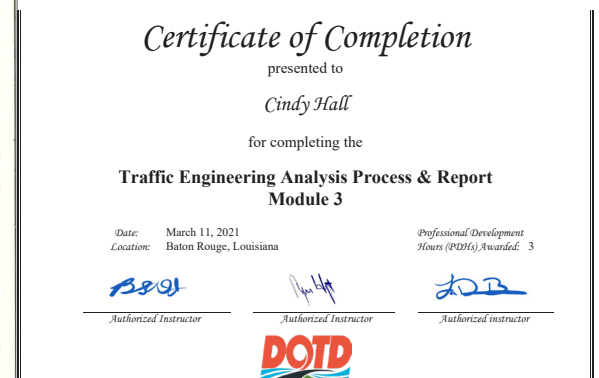 Certificate of Completion
presented to
Cindy Hall
for completing the
Traffic Engineering Analysis Process & Report
Module 3
Date: March 11, 2021
Location: Baton Rouge, Louisiana
Professional Development
Hours (PDHs) Awarded: 3
Authorized Instructor
Authorized Instructor
Authorized instructor
DOTD